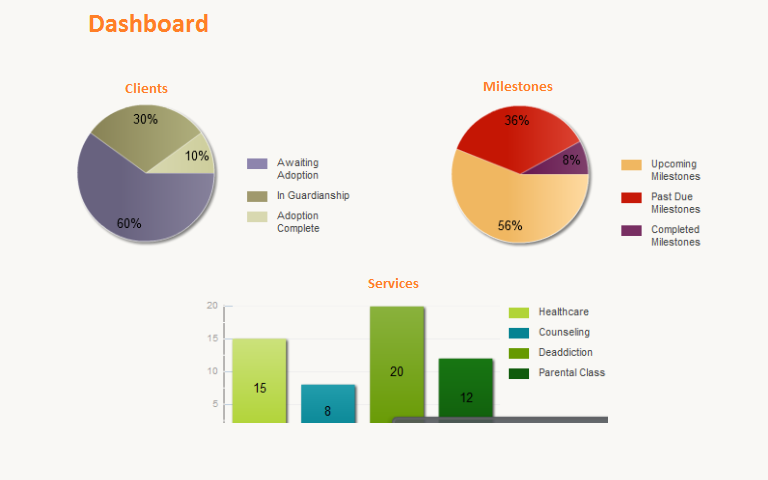 Dashboard
Clients
30%
10%
60%
Awaiting
Adoption
In Guardianship
Adoption
Complete
Milestones
36%
8%
56%
Upcoming
Milestones
Past Due
Milestones
Completed
Milestones
Services
20
15
10
5
15
8
20
12
Healthcare
Counseling
Deaddiction
Parental Class